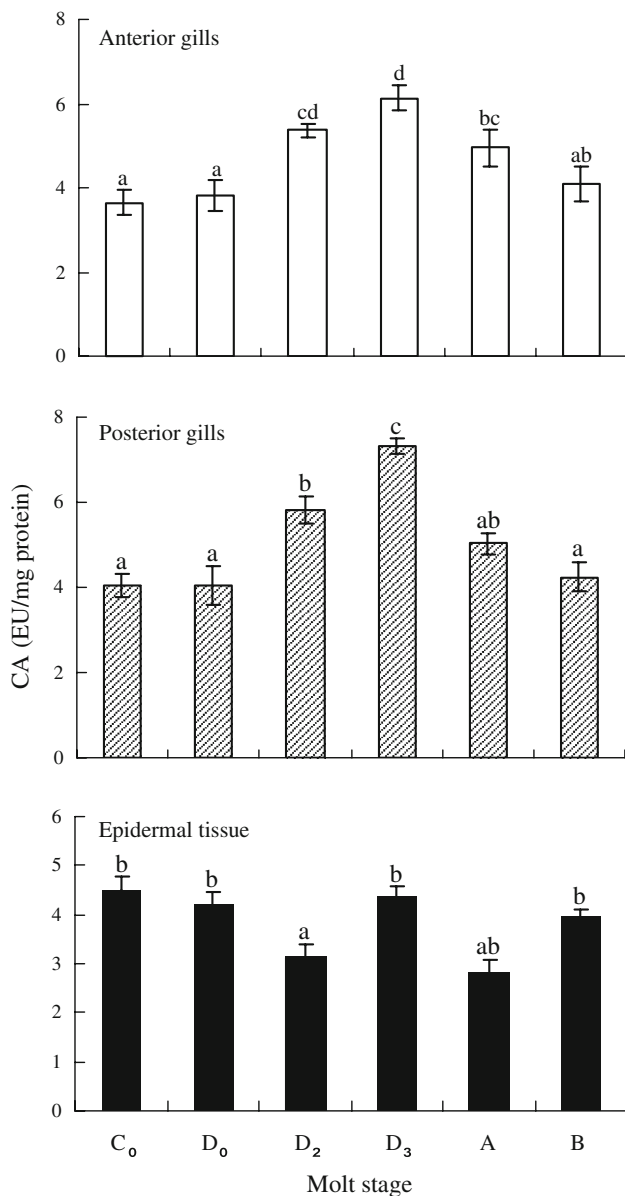 Anterior gills
8
6
4
2
0
a a cd d bc ab
Posterior gills
8
6
4
2
0
a a b c ab a
CA (EU/mg protein)
Epidermal tissue
6
5
4
3
2
1
0
b b a b ab b
C₀ D₀ D₂ D₃ A B
Molt stage